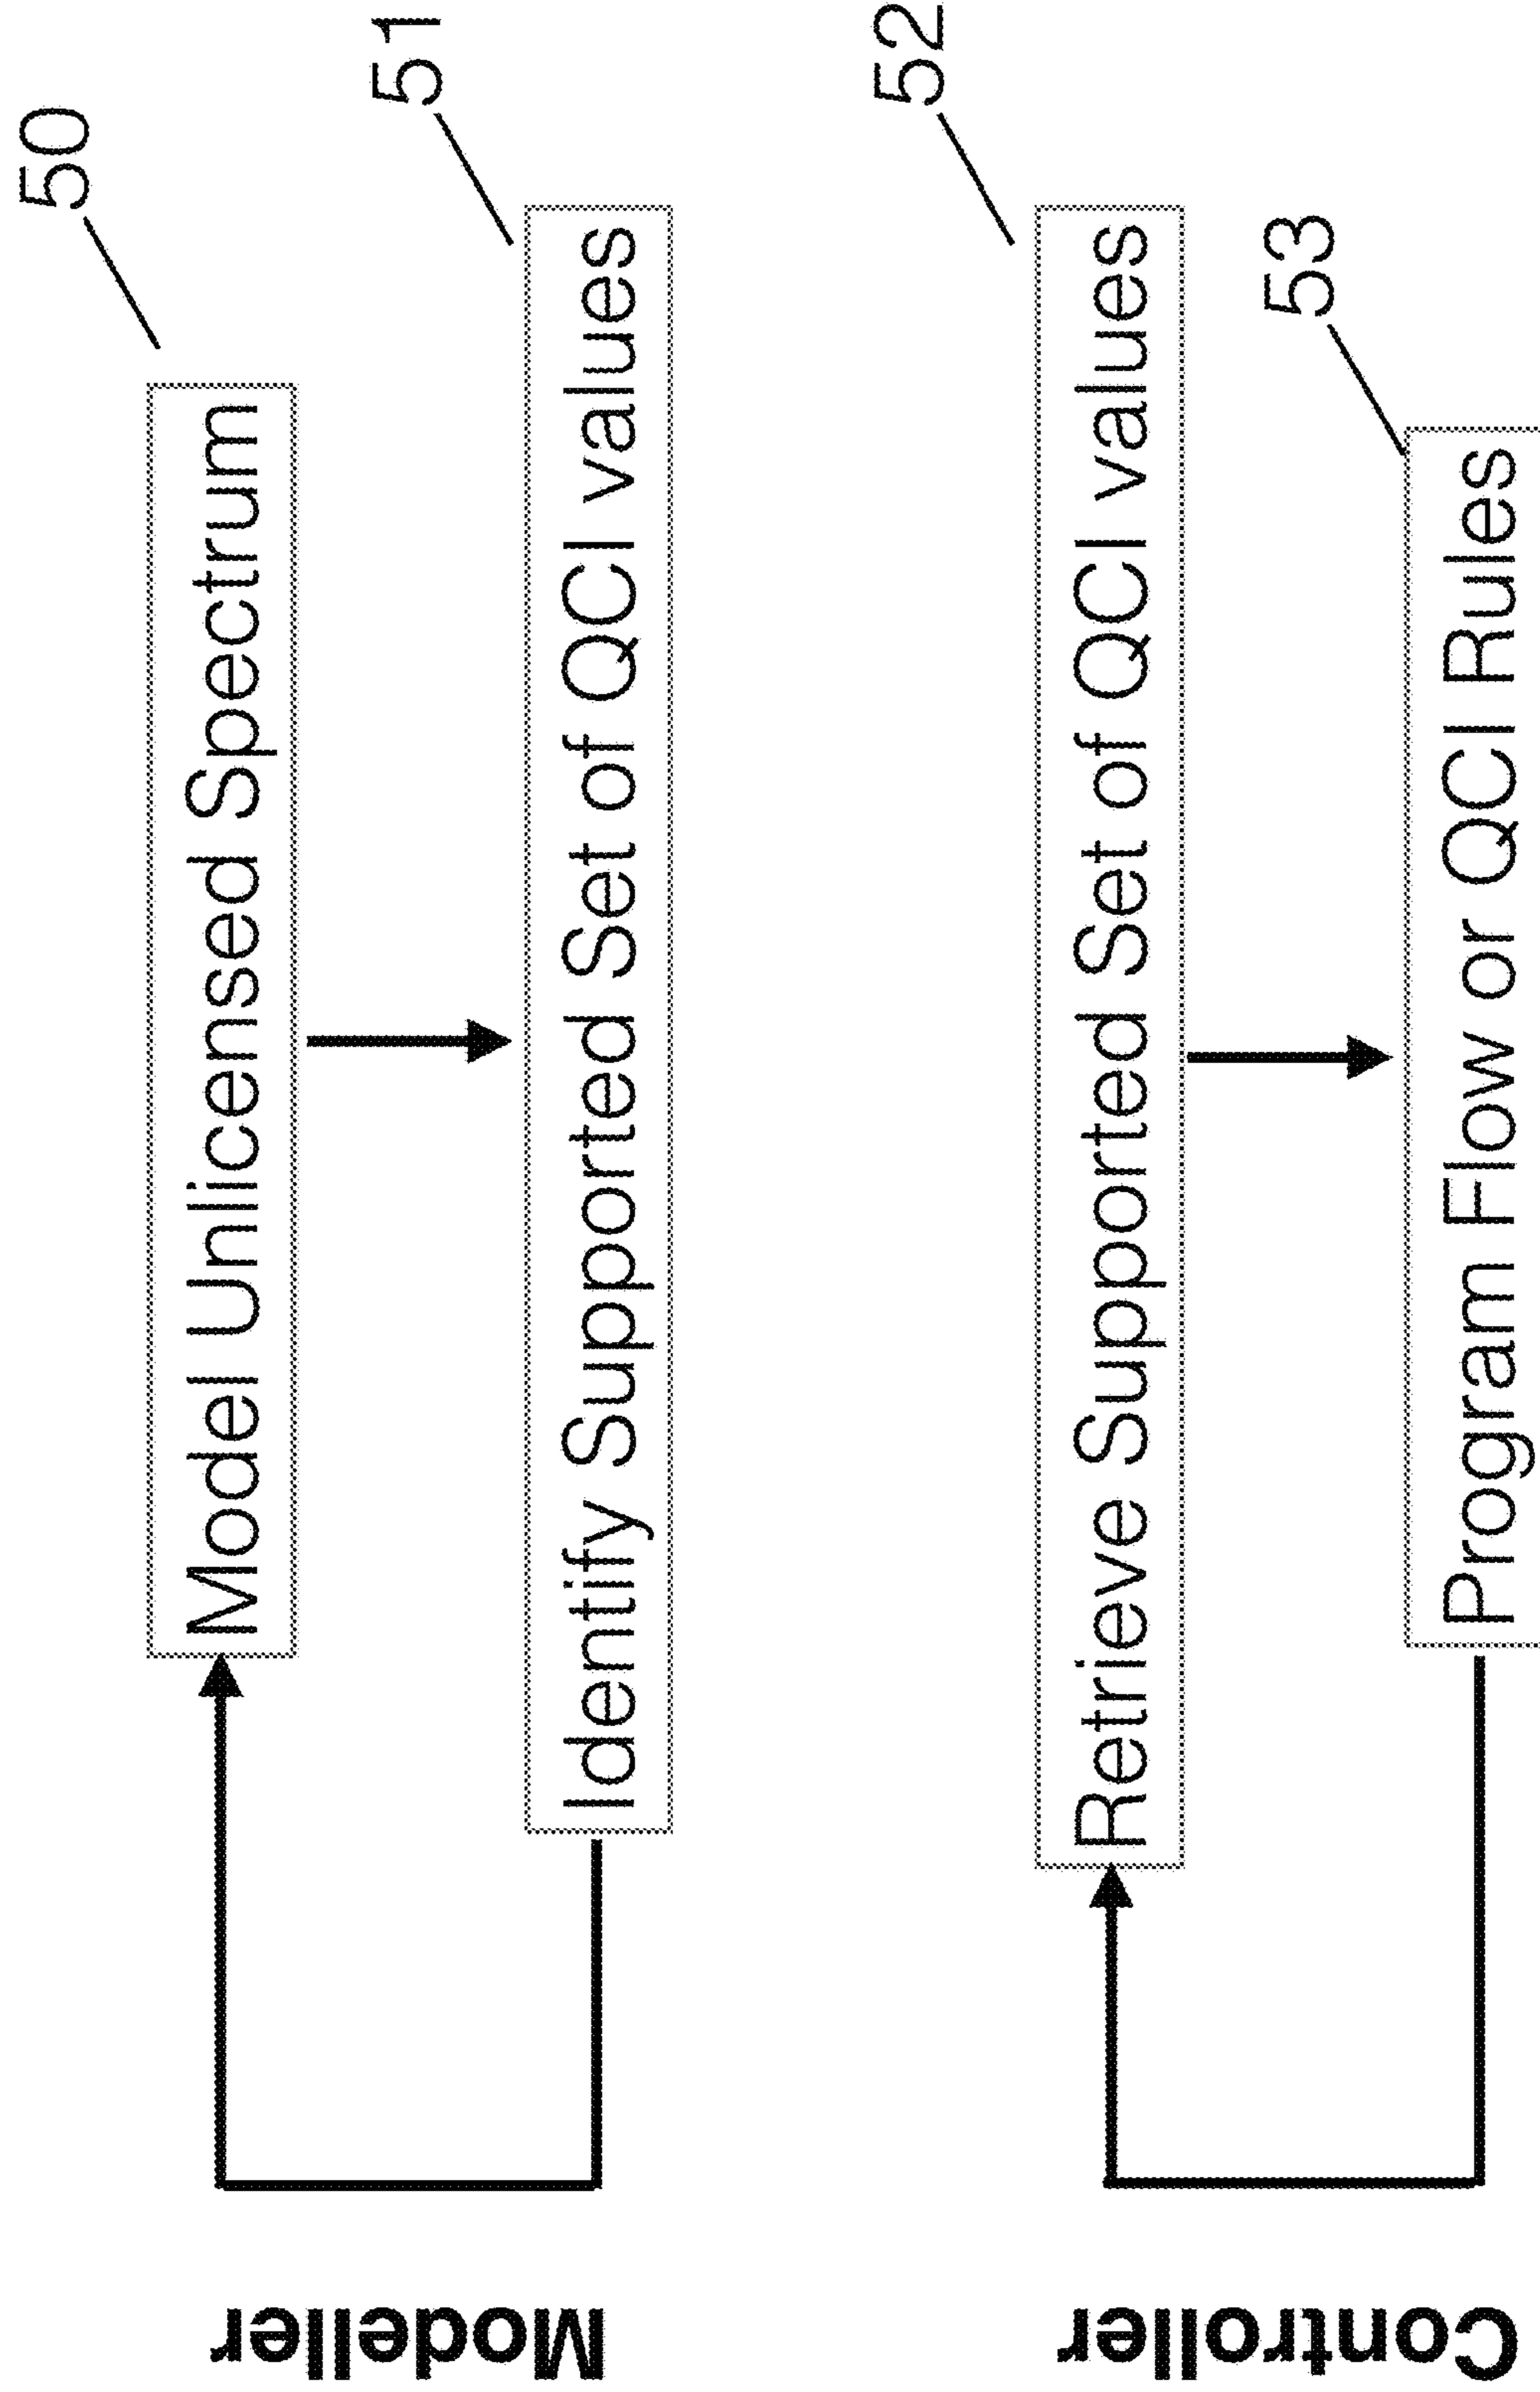 Modeller
50
Model Unlicensed Spectrum
51
Identify Supported Set of QCI values
Controller
52
Retrieve Supported Set of QCI values
53
Program Flow or QCI Rules